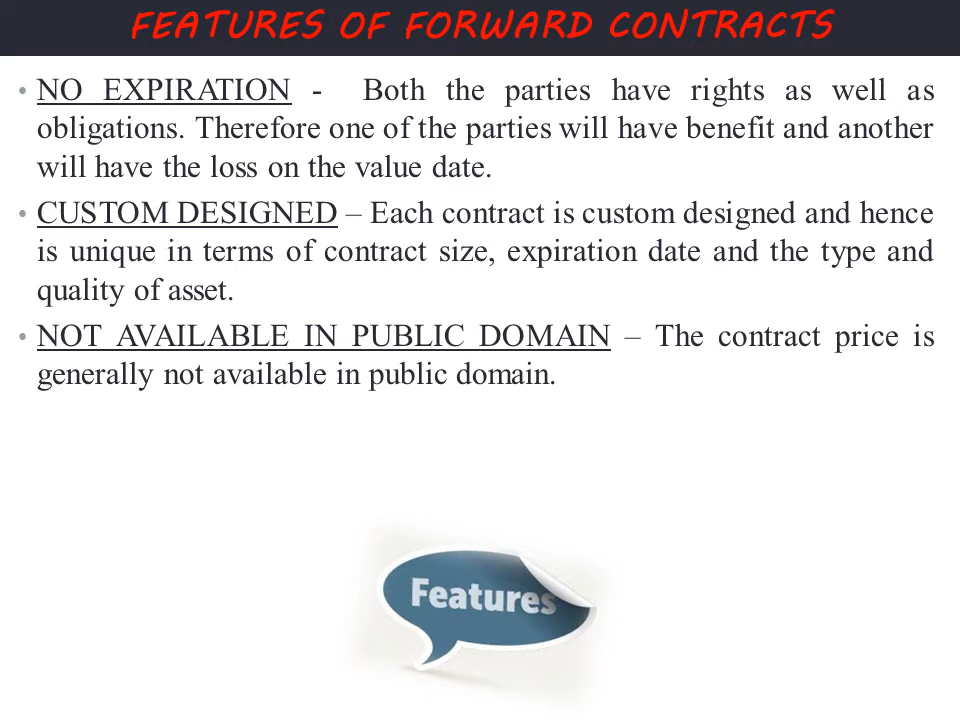 FEATURES OF FORWARD CONTRACTS
• NO EXPIRATION - Both the parties have rights as well as
obligations. Therefore one of the parties will have benefit and another
will have the loss on the value date.
• CUSTOM DESIGNED – Each contract is custom designed and hence
is unique in terms of contract size, expiration date and the type and
quality of asset.
• NOT AVAILABLE IN PUBLIC DOMAIN – The contract price is
generally not available in public domain.
Features